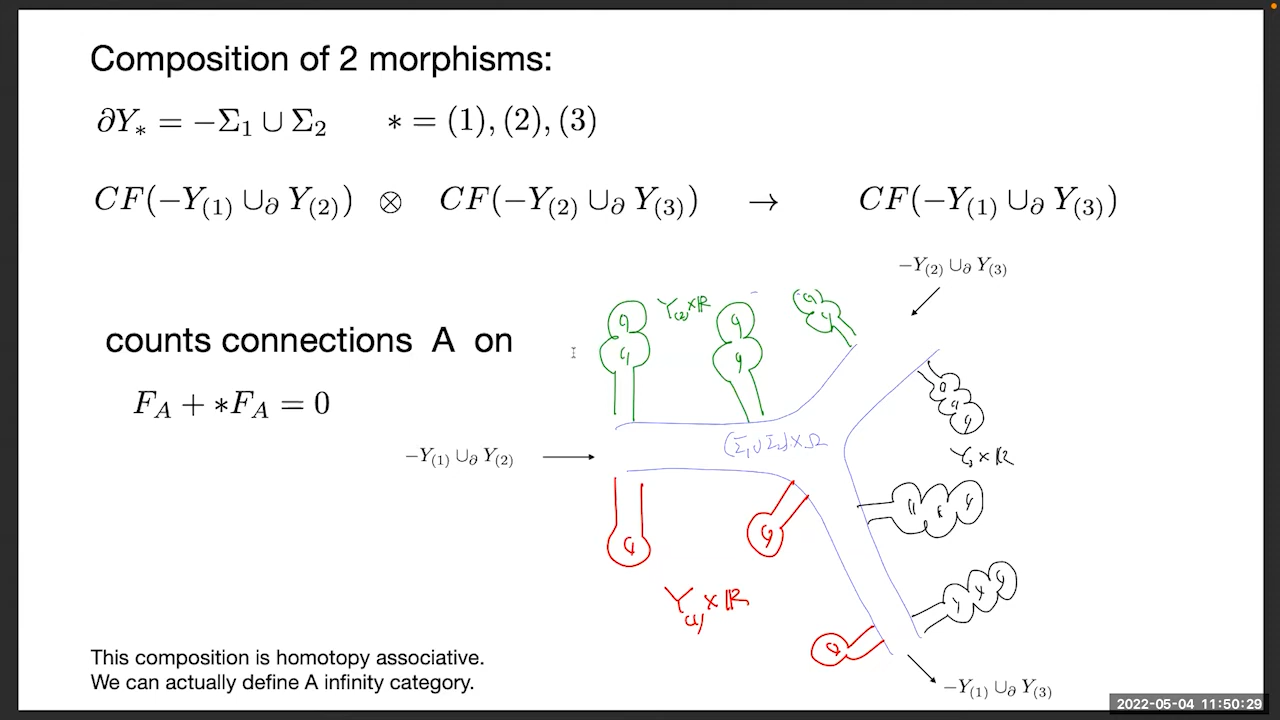 Composition of 2 morphisms:
∂Y_* = −Σ_1 ∪ Σ_2 * = (1), (2), (3)
CF(−Y_(1) ∪_∂ Y_(2)) ⊗ CF(−Y_(2) ∪_∂ Y_(3)) → CF(−Y_(1) ∪_∂ Y_(3))
−Y_(2) ∪_∂ Y_(3)
Y_(2) × ℝ
counts connections A on
F_A + *F_A = 0
(Σ_1 ∪ Σ_2) × Ω
−Y_(1) ∪_∂ Y_(2)
Y_3 × ℝ
Y_(1) × ℝ
This composition is homotopy associative.
We can actually define A infinity category.
−Y_(1) ∪_∂ Y_(3)
2022-05-04 11:50:29